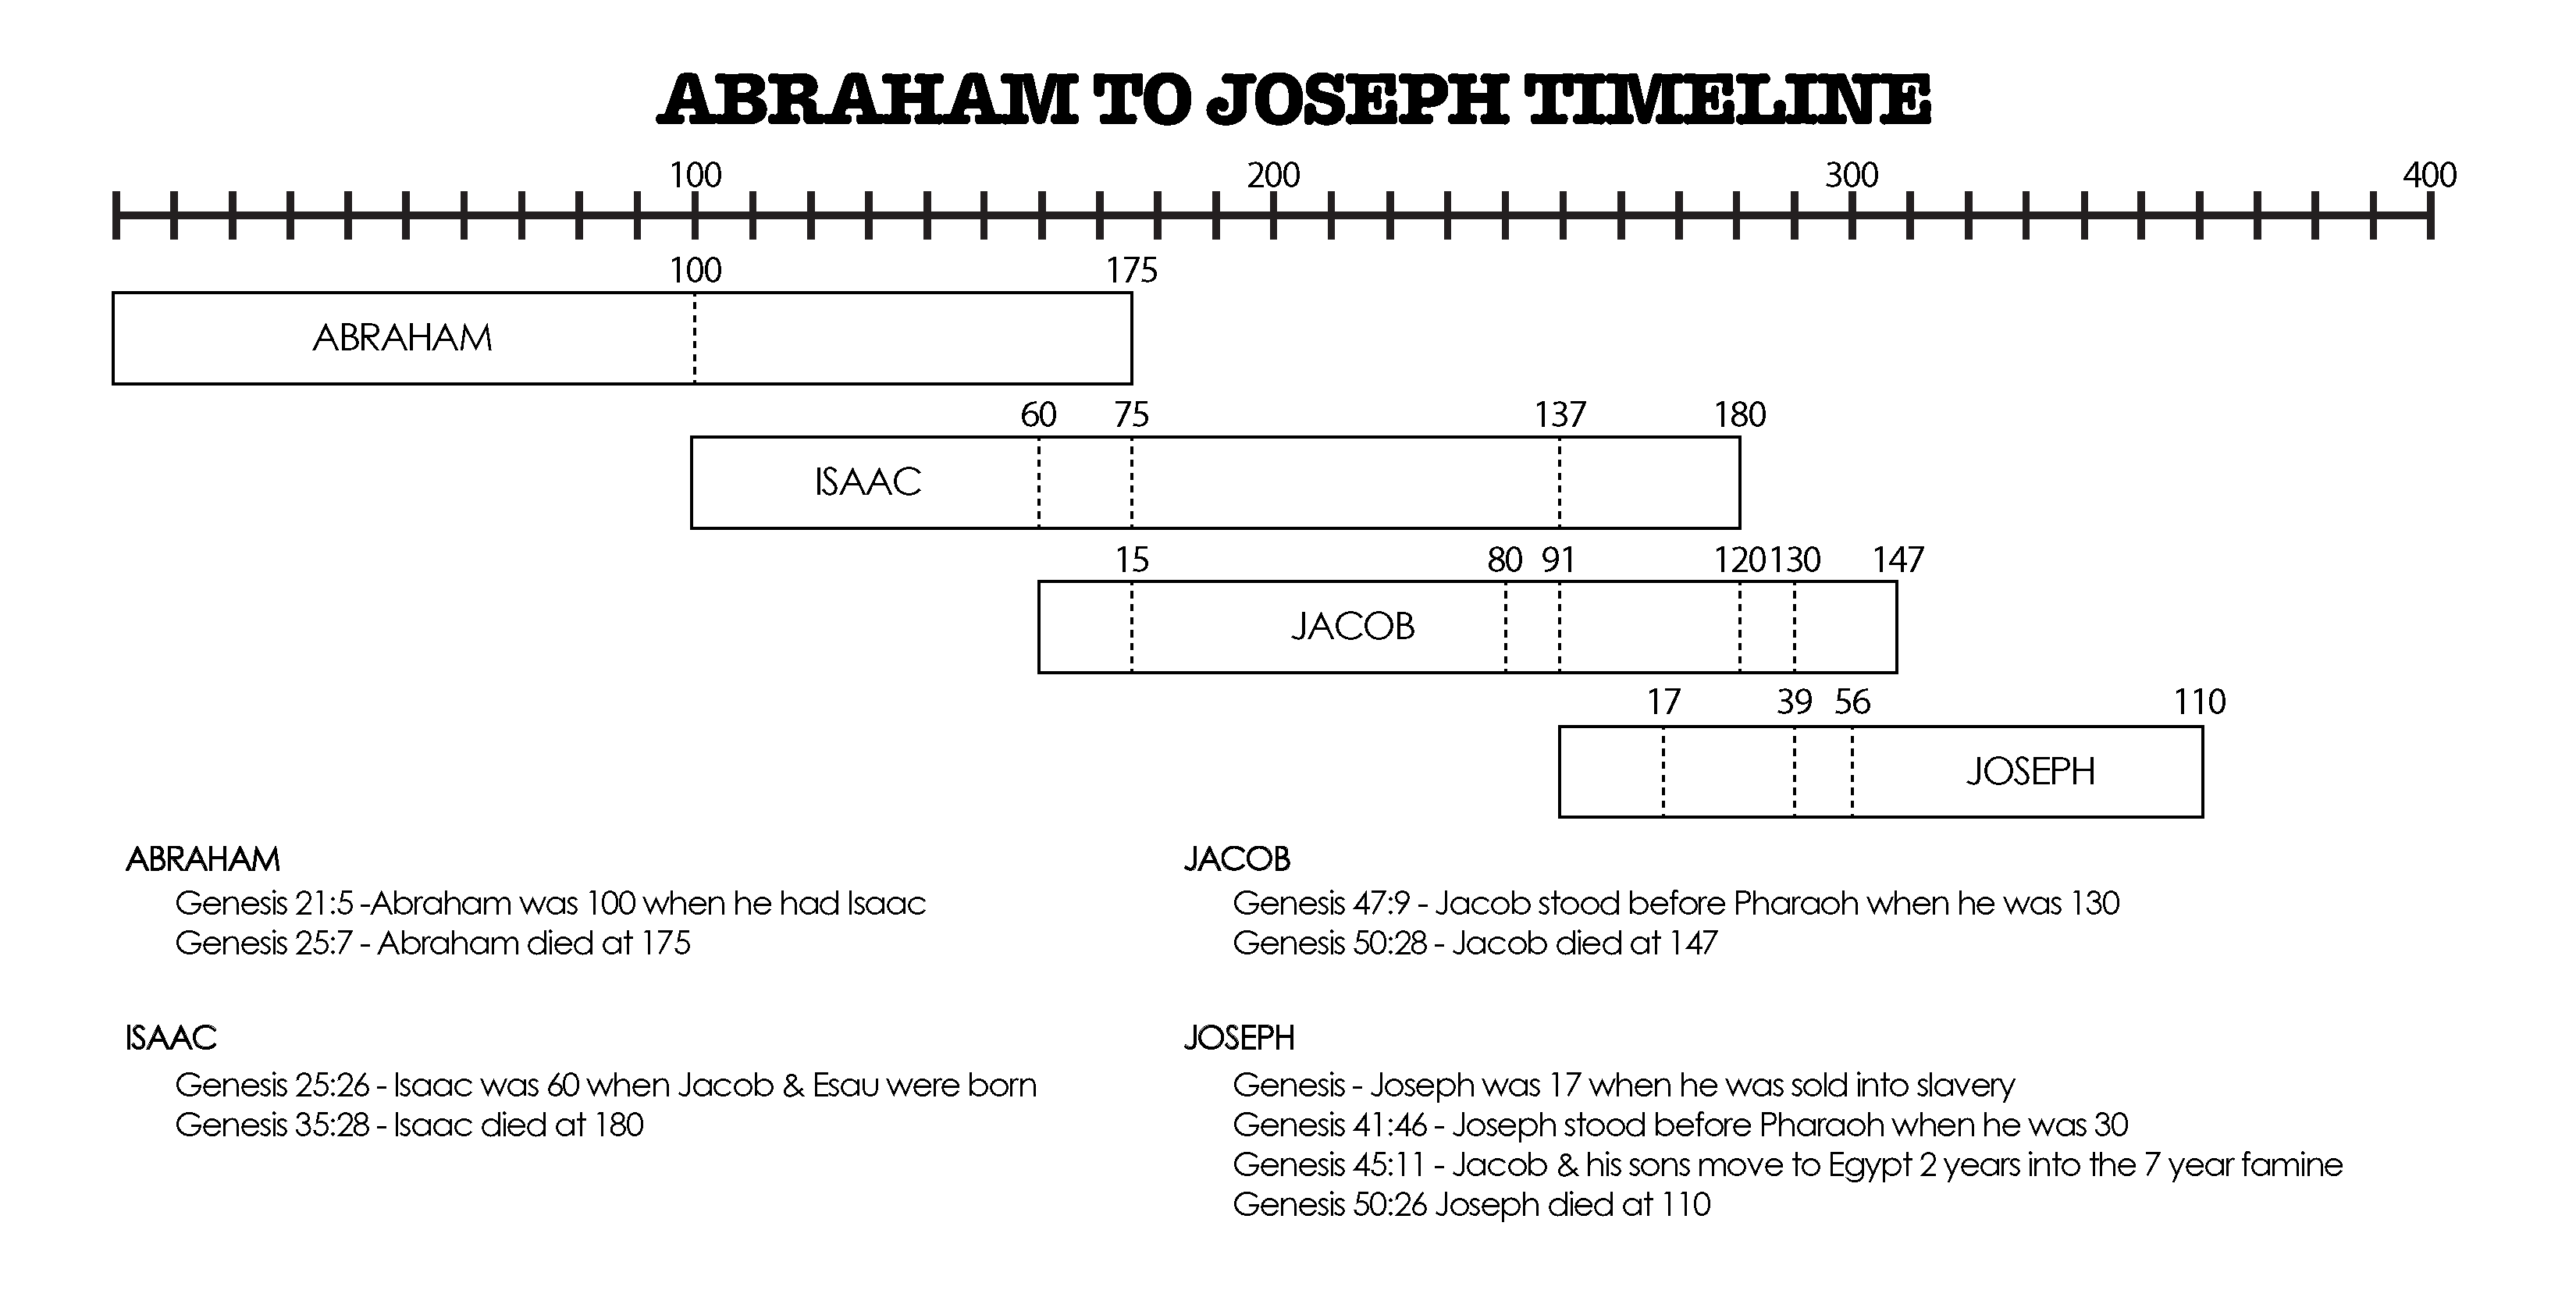 ABRAHAM TO JOSEPH TIMELINE
100 200 300 400
100 175
ABRAHAM
60 75 137 180
ISAAC
15 80 91 120 130 147
JACOB
17 39 56 110
JOSEPH
ABRAHAM
Genesis 21:5 -Abraham was 100 when he had Isaac
Genesis 25:7 - Abraham died at 175
ISAAC
Genesis 25:26 - Isaac was 60 when Jacob & Esau were born
Genesis 35:28 - Isaac died at 180
JACOB
Genesis 47:9 - Jacob stood before Pharaoh when he was 130
Genesis 50:28 - Jacob died at 147
JOSEPH
Genesis - Joseph was 17 when he was sold into slavery
Genesis 41:46 - Joseph stood before Pharaoh when he was 30
Genesis 45:11 - Jacob & his sons move to Egypt 2 years into the 7 year famine
Genesis 50:26 Joseph died at 110